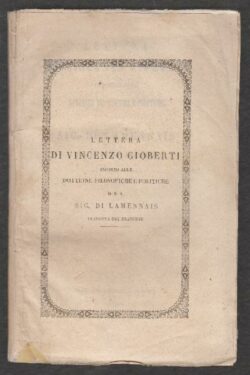 LETTERA
DI VINCENZO GIOBERTI
INTORNO ALLE
DOTTRINE FILOSOFICHE E POLITICHE
DEL
SIG. DI LAMENNAIS
TRADOTTA DAL FRANCESE